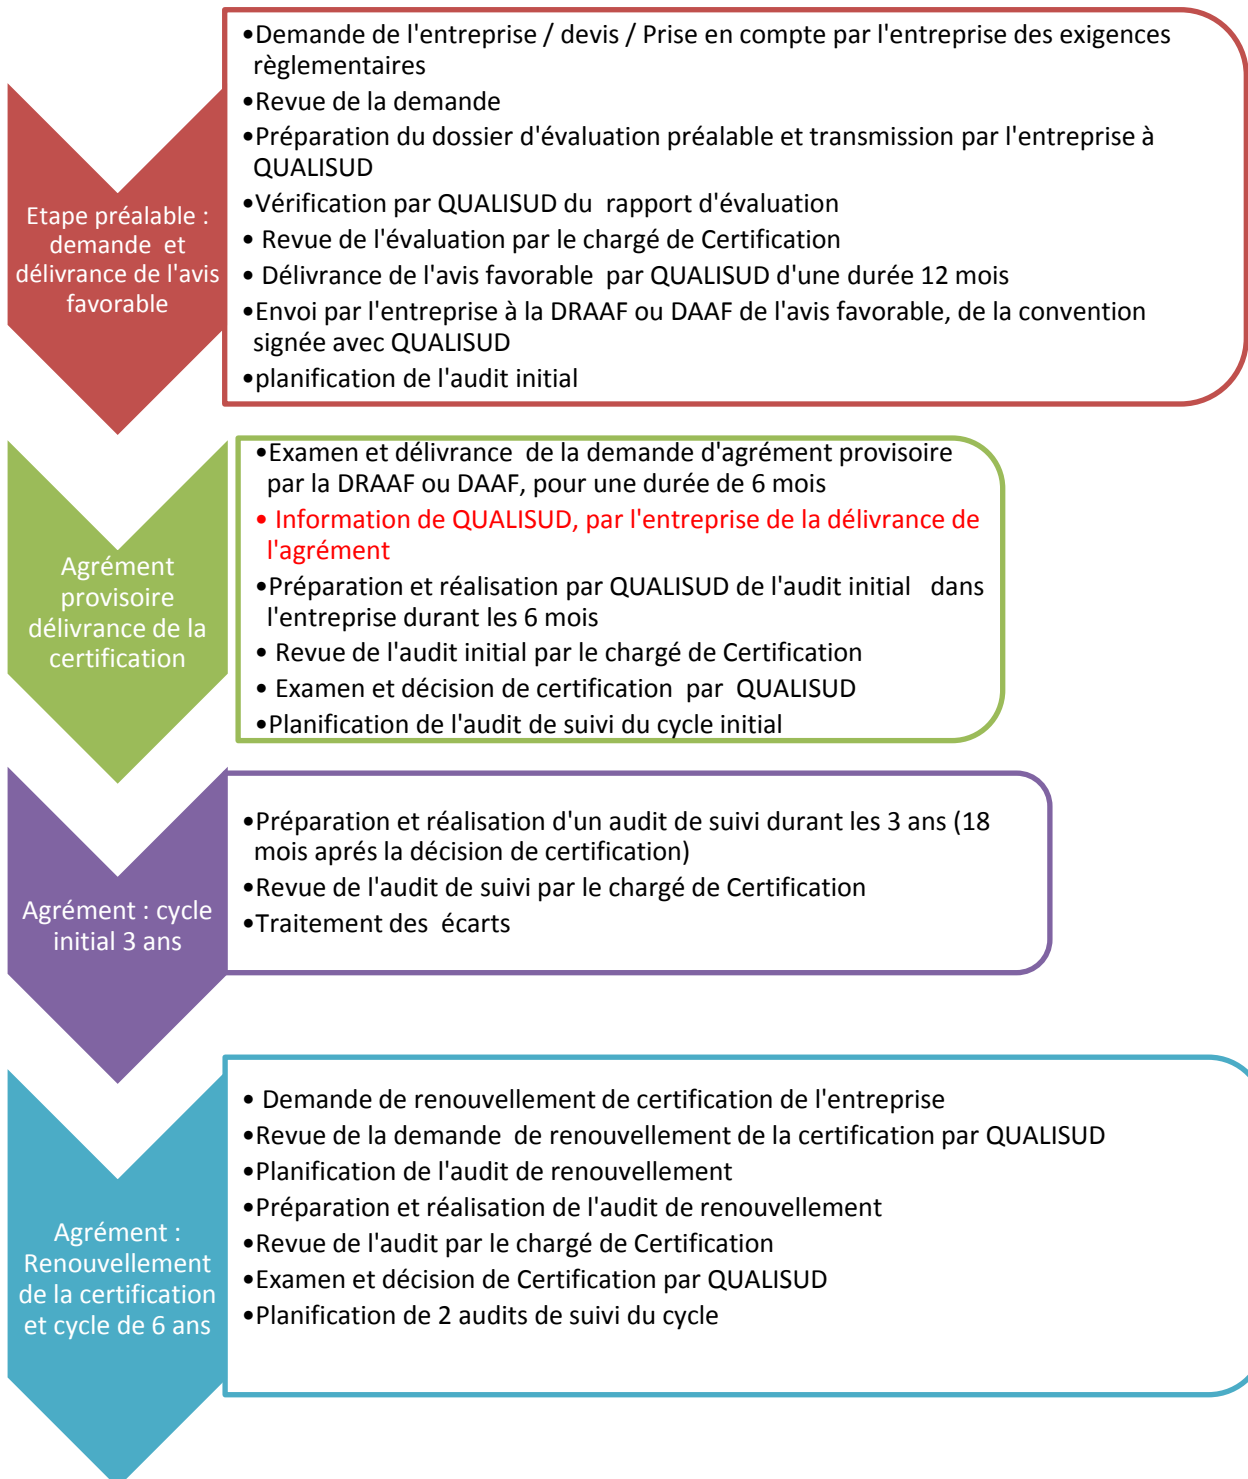 Etape préalable :
demande et
délivrance de l'avis
favorable
•Demande de l'entreprise / devis / Prise en compte par l'entreprise des exigences
règlementaires
•Revue de la demande
•Préparation du dossier d'évaluation préalable et transmission par l'entreprise à
QUALISUD
•Vérification par QUALISUD du rapport d'évaluation
• Revue de l'évaluation par le chargé de Certification
• Délivrance de l'avis favorable par QUALISUD d'une durée 12 mois
•Envoi par l'entreprise à la DRAAF ou DAAF de l'avis favorable, de la convention
signée avec QUALISUD
•planification de l'audit initial
Agrément
provisoire
délivrance de la
certification
•Examen et délivrance de la demande d'agrément provisoire
par la DRAAF ou DAAF, pour une durée de 6 mois
• Information de QUALISUD, par l'entreprise de la délivrance de
l'agrément
•Préparation et réalisation par QUALISUD de l'audit initial dans
l'entreprise durant les 6 mois
• Revue de l'audit initial par le chargé de Certification
• Examen et décision de certification par QUALISUD
•Planification de l'audit de suivi du cycle initial
Agrément : cycle
initial 3 ans
•Préparation et réalisation d'un audit de suivi durant les 3 ans (18
mois aprés la décision de certification)
•Revue de l'audit de suivi par le chargé de Certification
•Traitement des écarts
Agrément :
Renouvellement
de la certification
et cycle de 6 ans
• Demande de renouvellement de certification de l'entreprise
•Revue de la demande de renouvellement de la certification par QUALISUD
•Planification de l'audit de renouvellement
•Préparation et réalisation de l'audit de renouvellement
•Revue de l'audit par le chargé de Certification
•Examen et décision de Certification par QUALISUD
•Planification de 2 audits de suivi du cycle